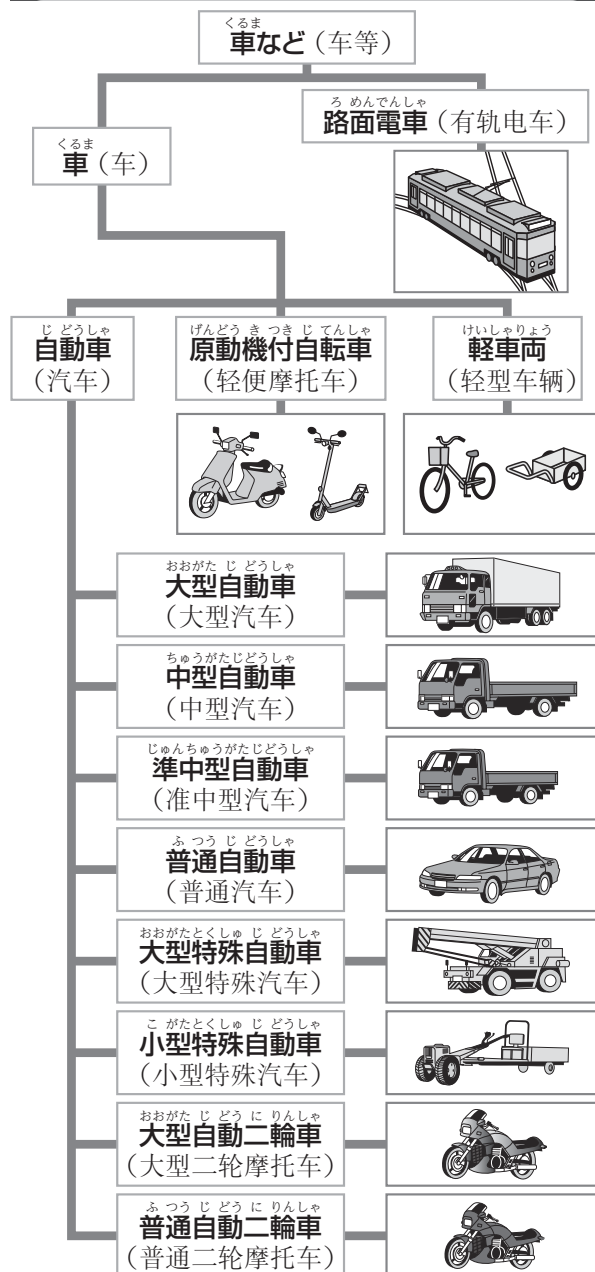 くるま
車など（车等）
ろめんでんしゃ
路面電車（有轨电车）
くるま
車（车）
じどうしゃ
自動車
（汽车）
げんどうきつきじてんしゃ
原動機付自転車
（轻便摩托车）
けいしゃりょう
軽車両
（轻型车辆）
おおがたじどうしゃ
大型自動車
（大型汽车）
ちゅうがたじどうしゃ
中型自動車
（中型汽车）
じゅんちゅうがたじどうしゃ
準中型自動車
（准中型汽车）
ふつうじどうしゃ
普通自動車
（普通汽车）
おおがたとくしゅじどうしゃ
大型特殊自動車
（大型特殊汽车）
こがたとくしゅじどうしゃ
小型特殊自動車
（小型特殊汽车）
おおがたじどうにりんしゃ
大型自動二輪車
（大型二轮摩托车）
ふつうじどうにりんしゃ
普通自動二輪車
（普通二轮摩托车）